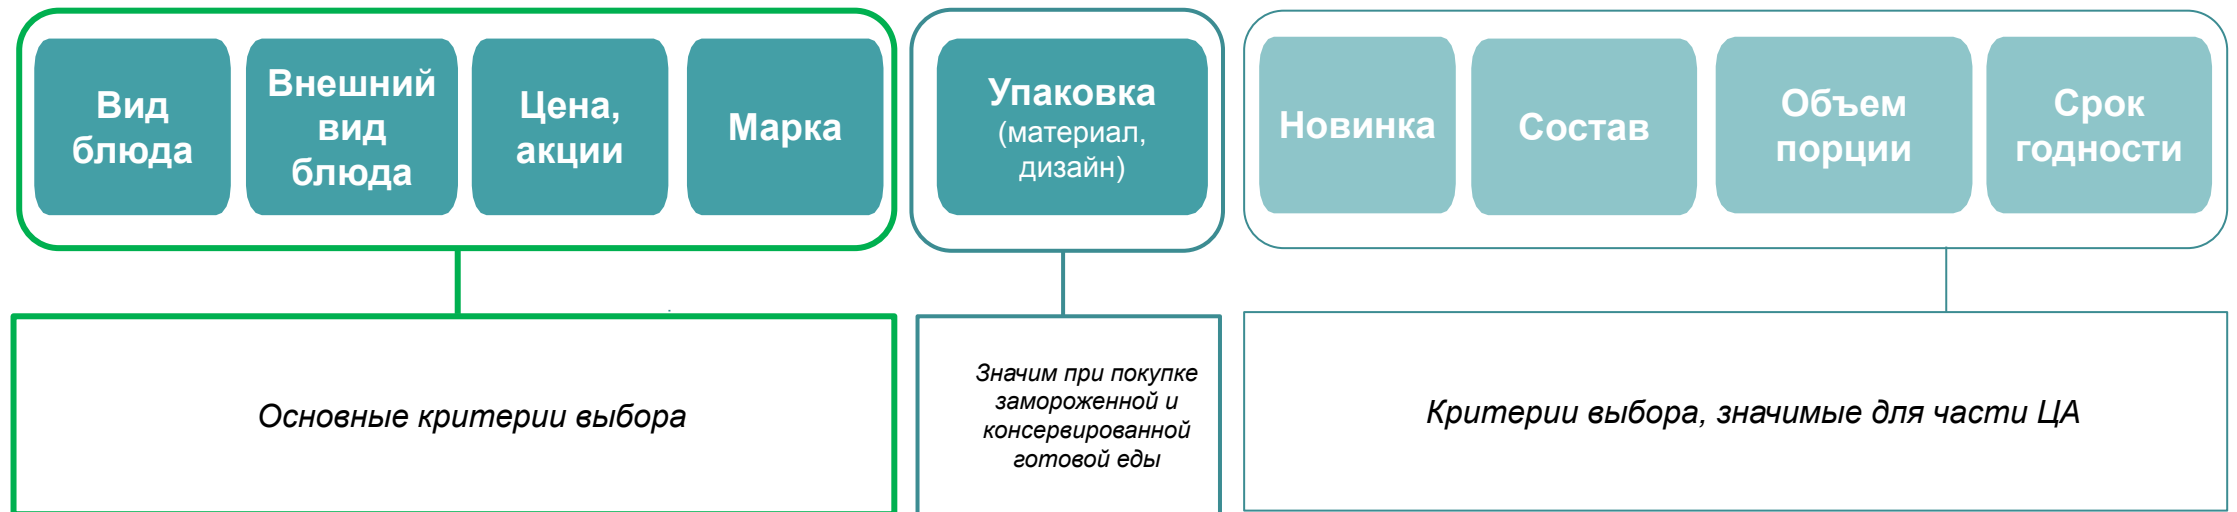 Вид
блюда
Внешний
вид
блюда
Цена,
акции
Марка
Упаковка
(материал,
дизайн)
Новинка
Состав
Объем
порции
Срок
годности
Основные критерии выбора
Значим при покупке
замороженной и
консервированной
готовой еды
Критерии выбора, значимые для части ЦА